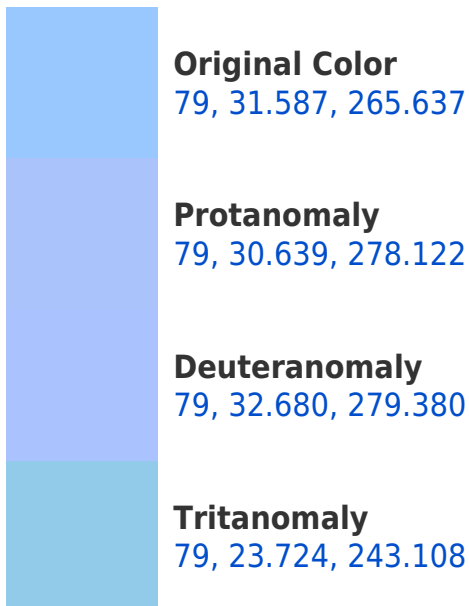 Original Color
79, 31.587, 265.637
Protanomaly
79, 30.639, 278.122
Deuteranomaly
79, 32.680, 279.380
Tritanomaly
79, 23.724, 243.108